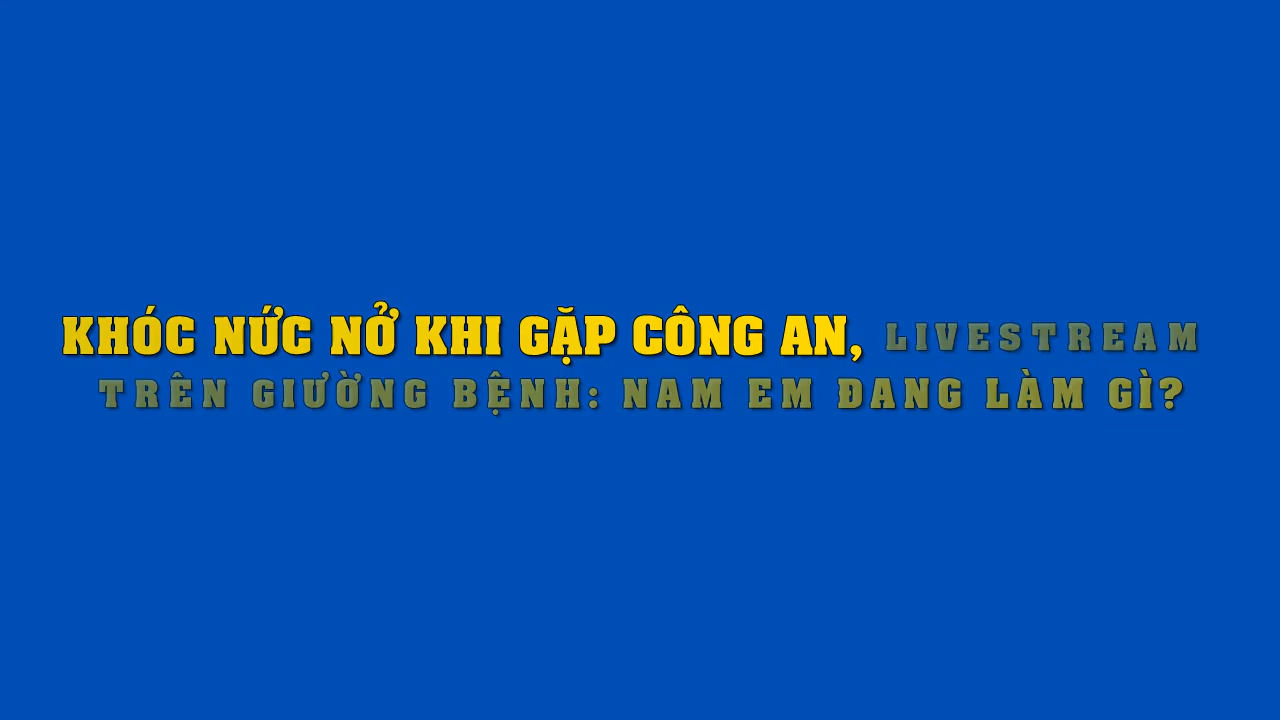 KHÓC NỨC NỞ KHI GẶP CÔNG AN, LIVESTREAM
TRÊN GIƯỜNG BỆNH: NAM EM ĐANG LÀM GÌ?